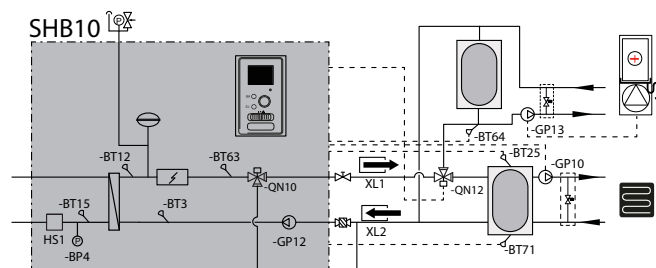 SHB10
P
-BT64
-GP13
-BT12
-BT63
-BT25
-GP10
XL1
-QN10
-QN12
-BT15
-BT3
HS1
P
-BP4
-GP12
XL2
-BT71